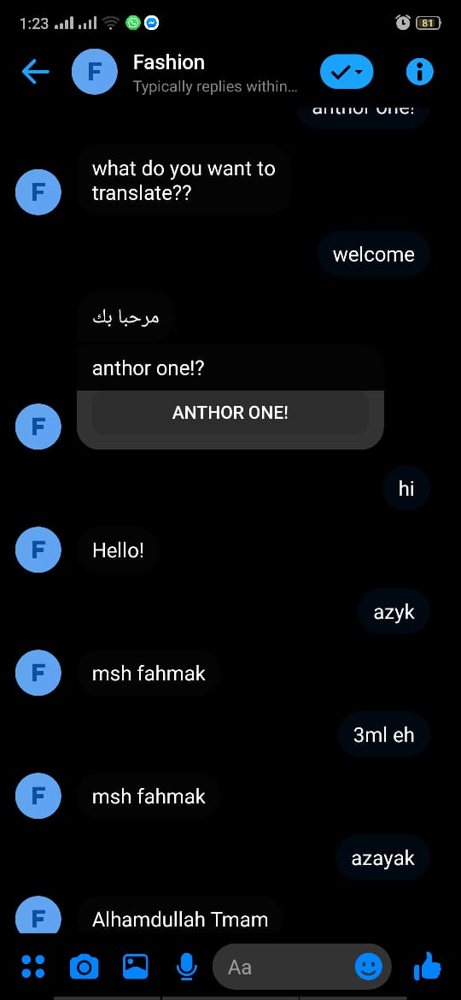 1:23
81
F
Fashion
Typically replies within...
anthor one!
what do you want to
translate??
F
welcome
مرحبا بك
anthor one!?
ANTHOR ONE!
F
hi
F
Hello!
azyk
F
msh fahmak
3ml eh
F
msh fahmak
azayak
F
Alhamdullah Tmam
Aa